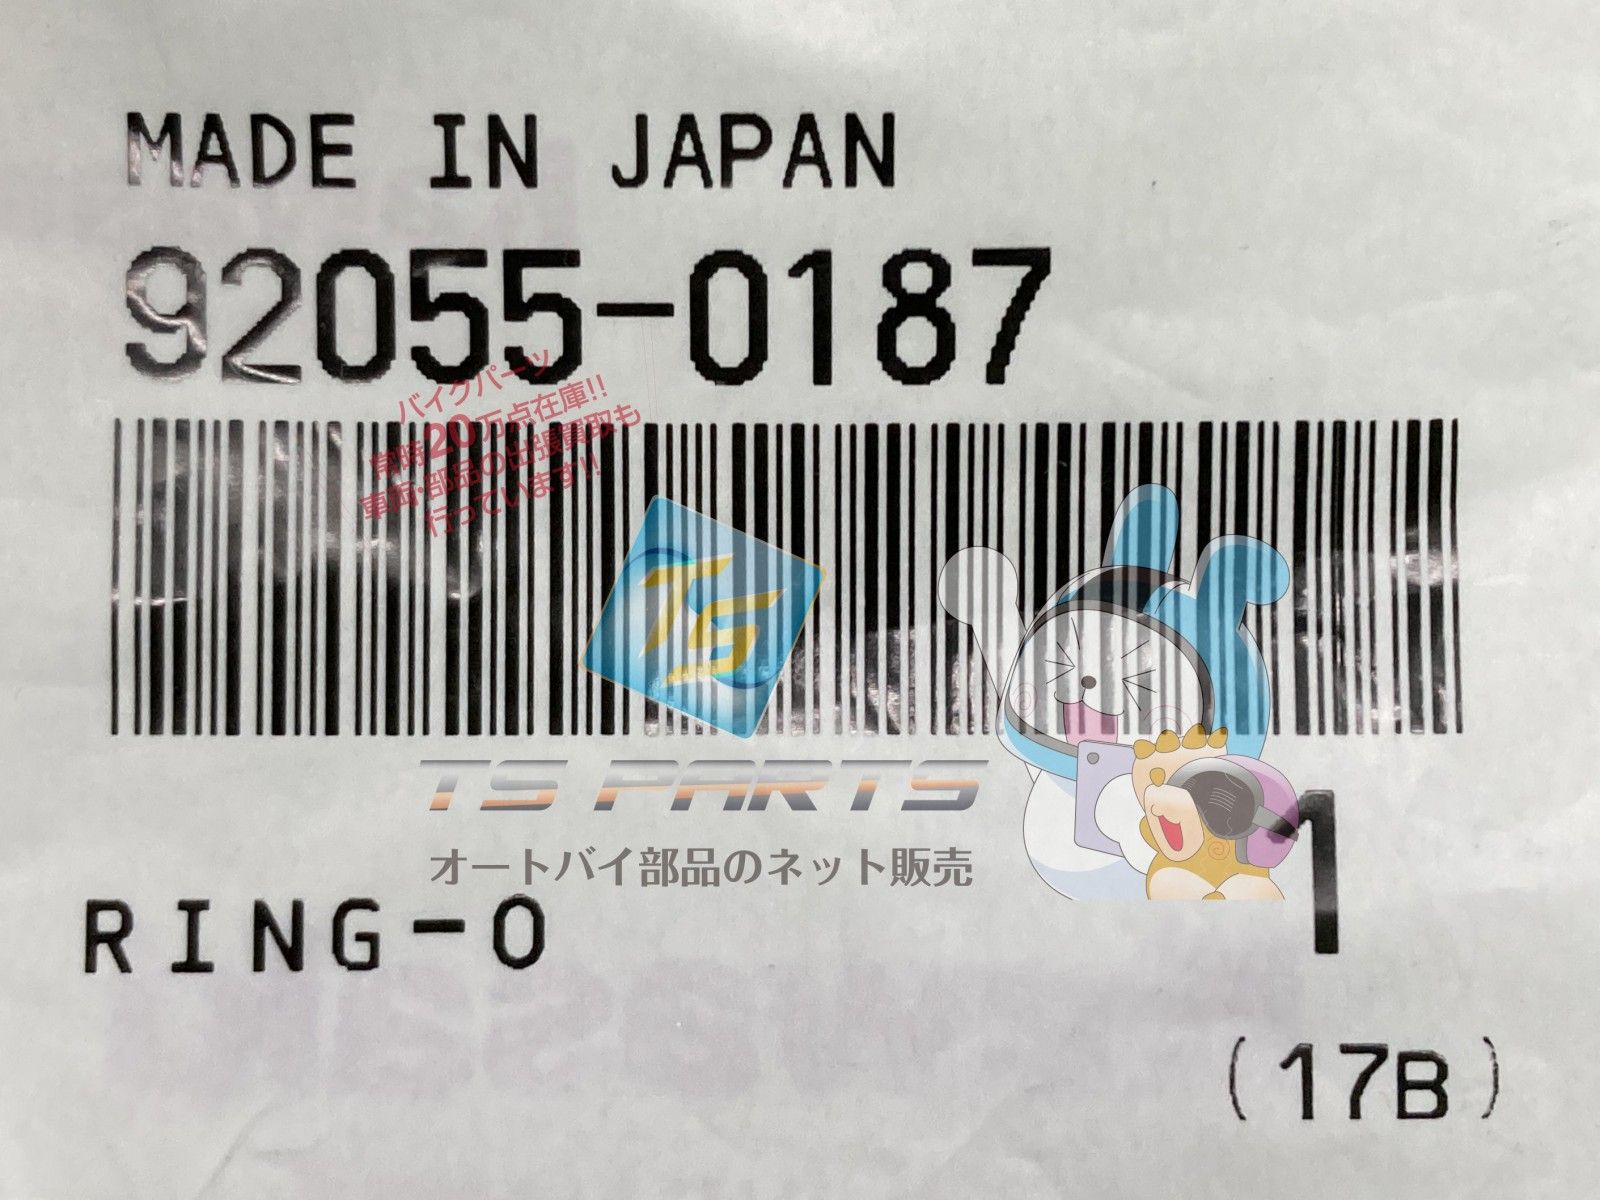 MADE IN JAPAN
92055-0187
バイクパーツ
常時20万点在庫!!
車両・部品の出張買取も
行っています!!
TS
TS PARTS
オートバイ部品のネット販売
1
RING-O
(17B)